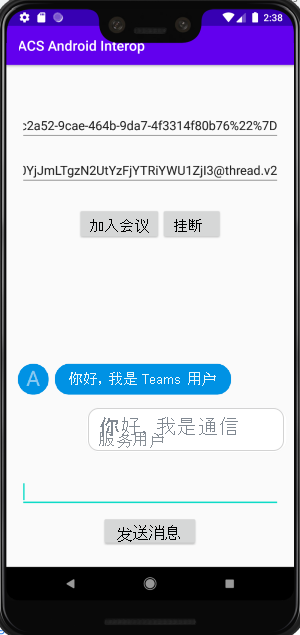 2:38
ACS Android Interop
c2a52-9cae-464b-9da7-4f3314f80b76%22%7D
YjJmLTgzN2UtYzFjYTRiYWU1ZjI3@thread.v2
加入会议 挂断
A 你好, 我是 Teams 用户
你好, 我是通信
服务用户
发送消息